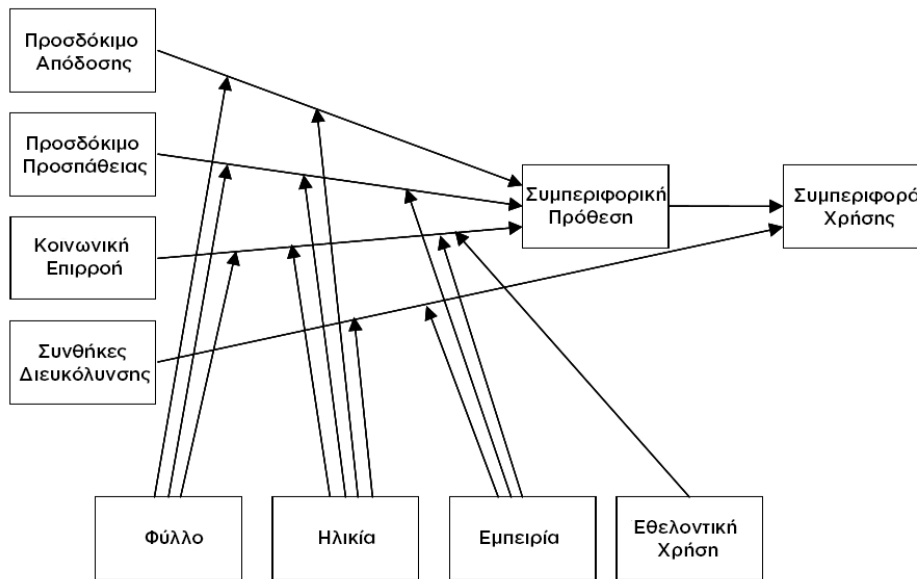 Προσδόκιμο
Απόδοσης
Προσδόκιμο
Προσπάθειας
Κοινωνική
Επιρροή
Συνθήκες
Διευκόλυνσης
Συμπεριφορική
Πρόθεση
Συμπεριφορά
Χρήσης
Φύλλο
Ηλικία
Εμπειρία
Εθελοντική
Χρήση